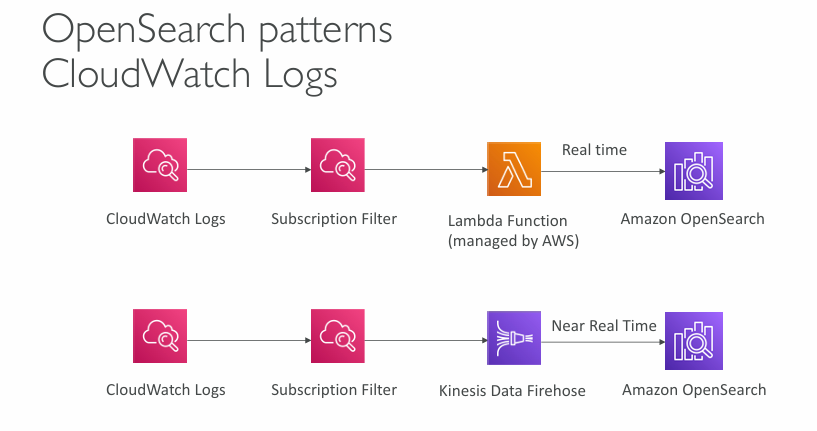 OpenSearch patterns
CloudWatch Logs
Real time
CloudWatch Logs
Subscription Filter
Lambda Function
(managed by AWS)
Amazon OpenSearch
Near Real Time
CloudWatch Logs
Subscription Filter
Kinesis Data Firehose
Amazon OpenSearch